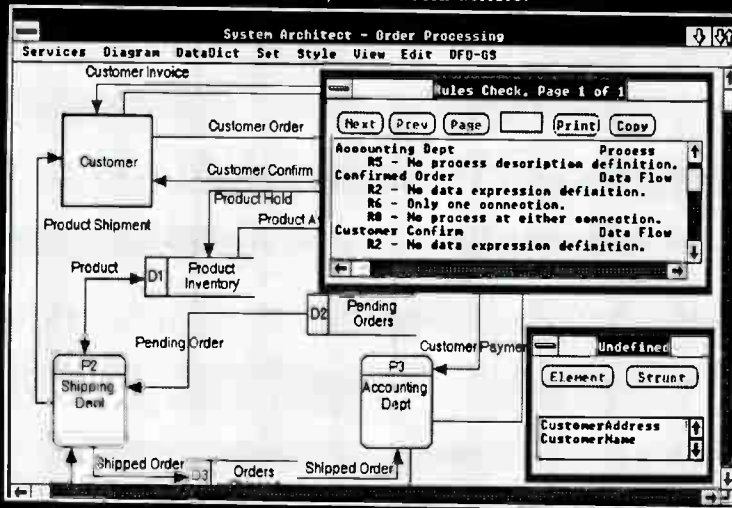 System Architect - Order Processing
Services Diagram DataDict Set Style View Edit DFD-GS
Customer Invoice
Rules Check, Page 1 of 1
Next Prev Page Print Copy
Accounting Dept Process
R5 - No process description definition.
Confirmed Order Data Flow
R2 - No data expression definition.
R6 - Only one connection.
R8 - No process at either connection.
Customer Confirm Data Flow
R2 - No data expression definition.
Customer Order
Customer
Customer Confirm
Product Hold
Product Shipment
Product A
Product
D1 Product Inventory
D2 Pending Orders
Pending Order
Customer Payme
Undefined
Element Struct
CustomerAddress
CustomerName
P2
Shipping
Dept
P3
Accounting
Dept
Shipped Order
D3 Orders
Shipped Order